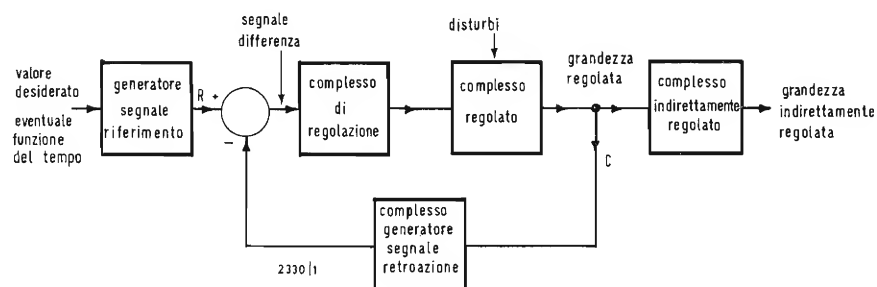 segnale
differenza
disturbi
valore
desiderato
eventuale
funzione
del tempo
generatore
segnale
riferimento
R
+
-
complesso
di
regolazione
complesso
regolato
grandezza
regolata
C
complesso
indirettamente
regolato
grandezza
indirettamente
regolata
complesso
generatore
segnale
retroazione
2330/1